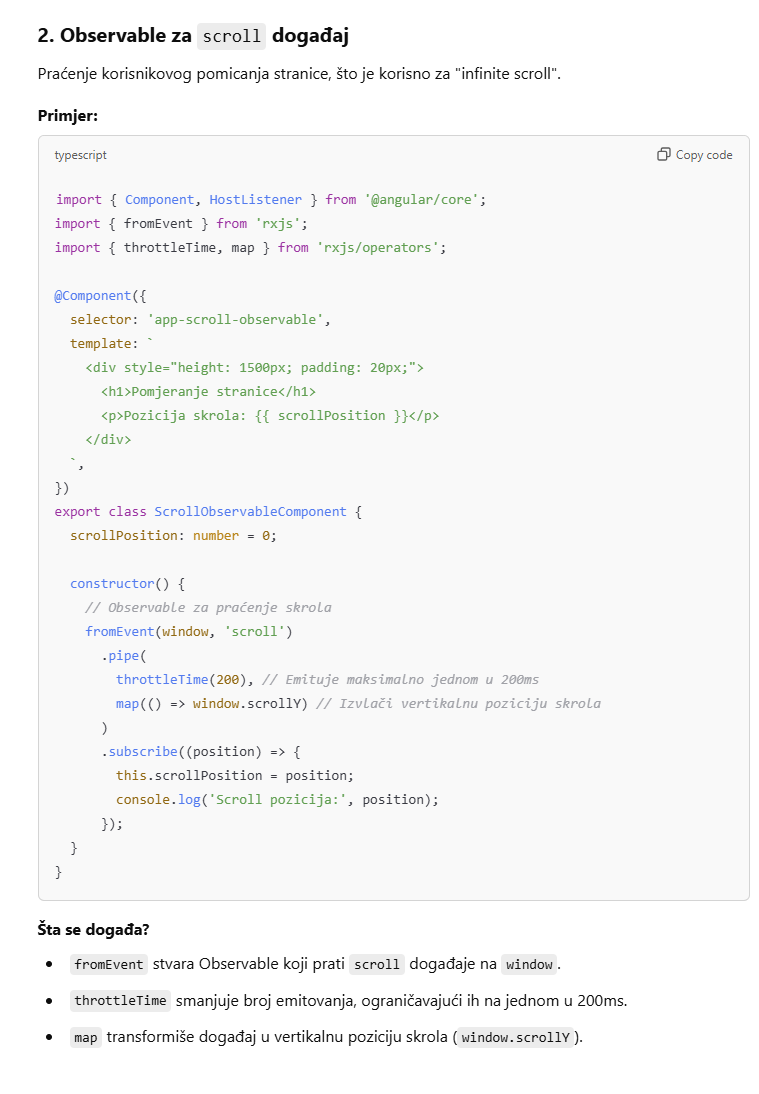 2. Observable za scroll događaj
Praćenje korisnikovog pomicanja stranice, što je korisno za "infinite scroll".
Primjer:
typescript
Copy code
import { Component, HostListener } from '@angular/core';
import { fromEvent } from 'rxjs';
import { throttleTime, map } from 'rxjs/operators';
@Component({
  selector: 'app-scroll-observable',
  template: `
    <div style="height: 1500px; padding: 20px;">
      <h1>Pomjeranje stranice</h1>
      <p>Pozicija skrola: {{ scrollPosition }}</p>
    </div>
  `,
})
export class ScrollObservableComponent {
  scrollPosition: number = 0;
  constructor() {
    // Observable za praćenje skrola
    fromEvent(window, 'scroll')
      .pipe(
        throttleTime(200), // Emituje maksimalno jednom u 200ms
        map(() => window.scrollY) // Izvlači vertikalnu poziciju skrola
      )
      .subscribe((position) => {
        this.scrollPosition = position;
        console.log('Scroll pozicija:', position);
      });
  }
}
Šta se događa?
• fromEvent stvara Observable koji prati scroll događaje na window.
• throttleTime smanjuje broj emitovanja, ograničavajući ih na jednom u 200ms.
• map transformiše događaj u vertikalnu poziciju skrola (window.scrollY).